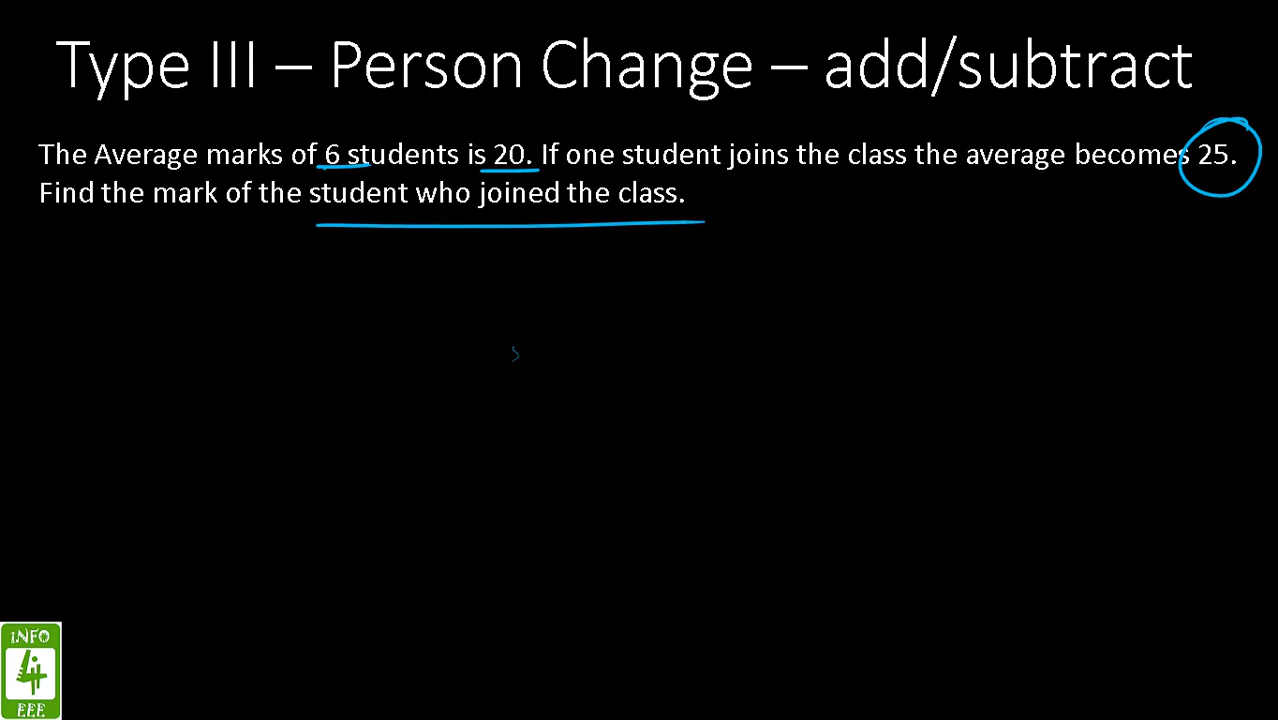 Type III – Person Change – add/subtract
The Average marks of 6 students is 20. If one student joins the class the average becomes 25.
Find the mark of the student who joined the class.
iNFO
4
EEE